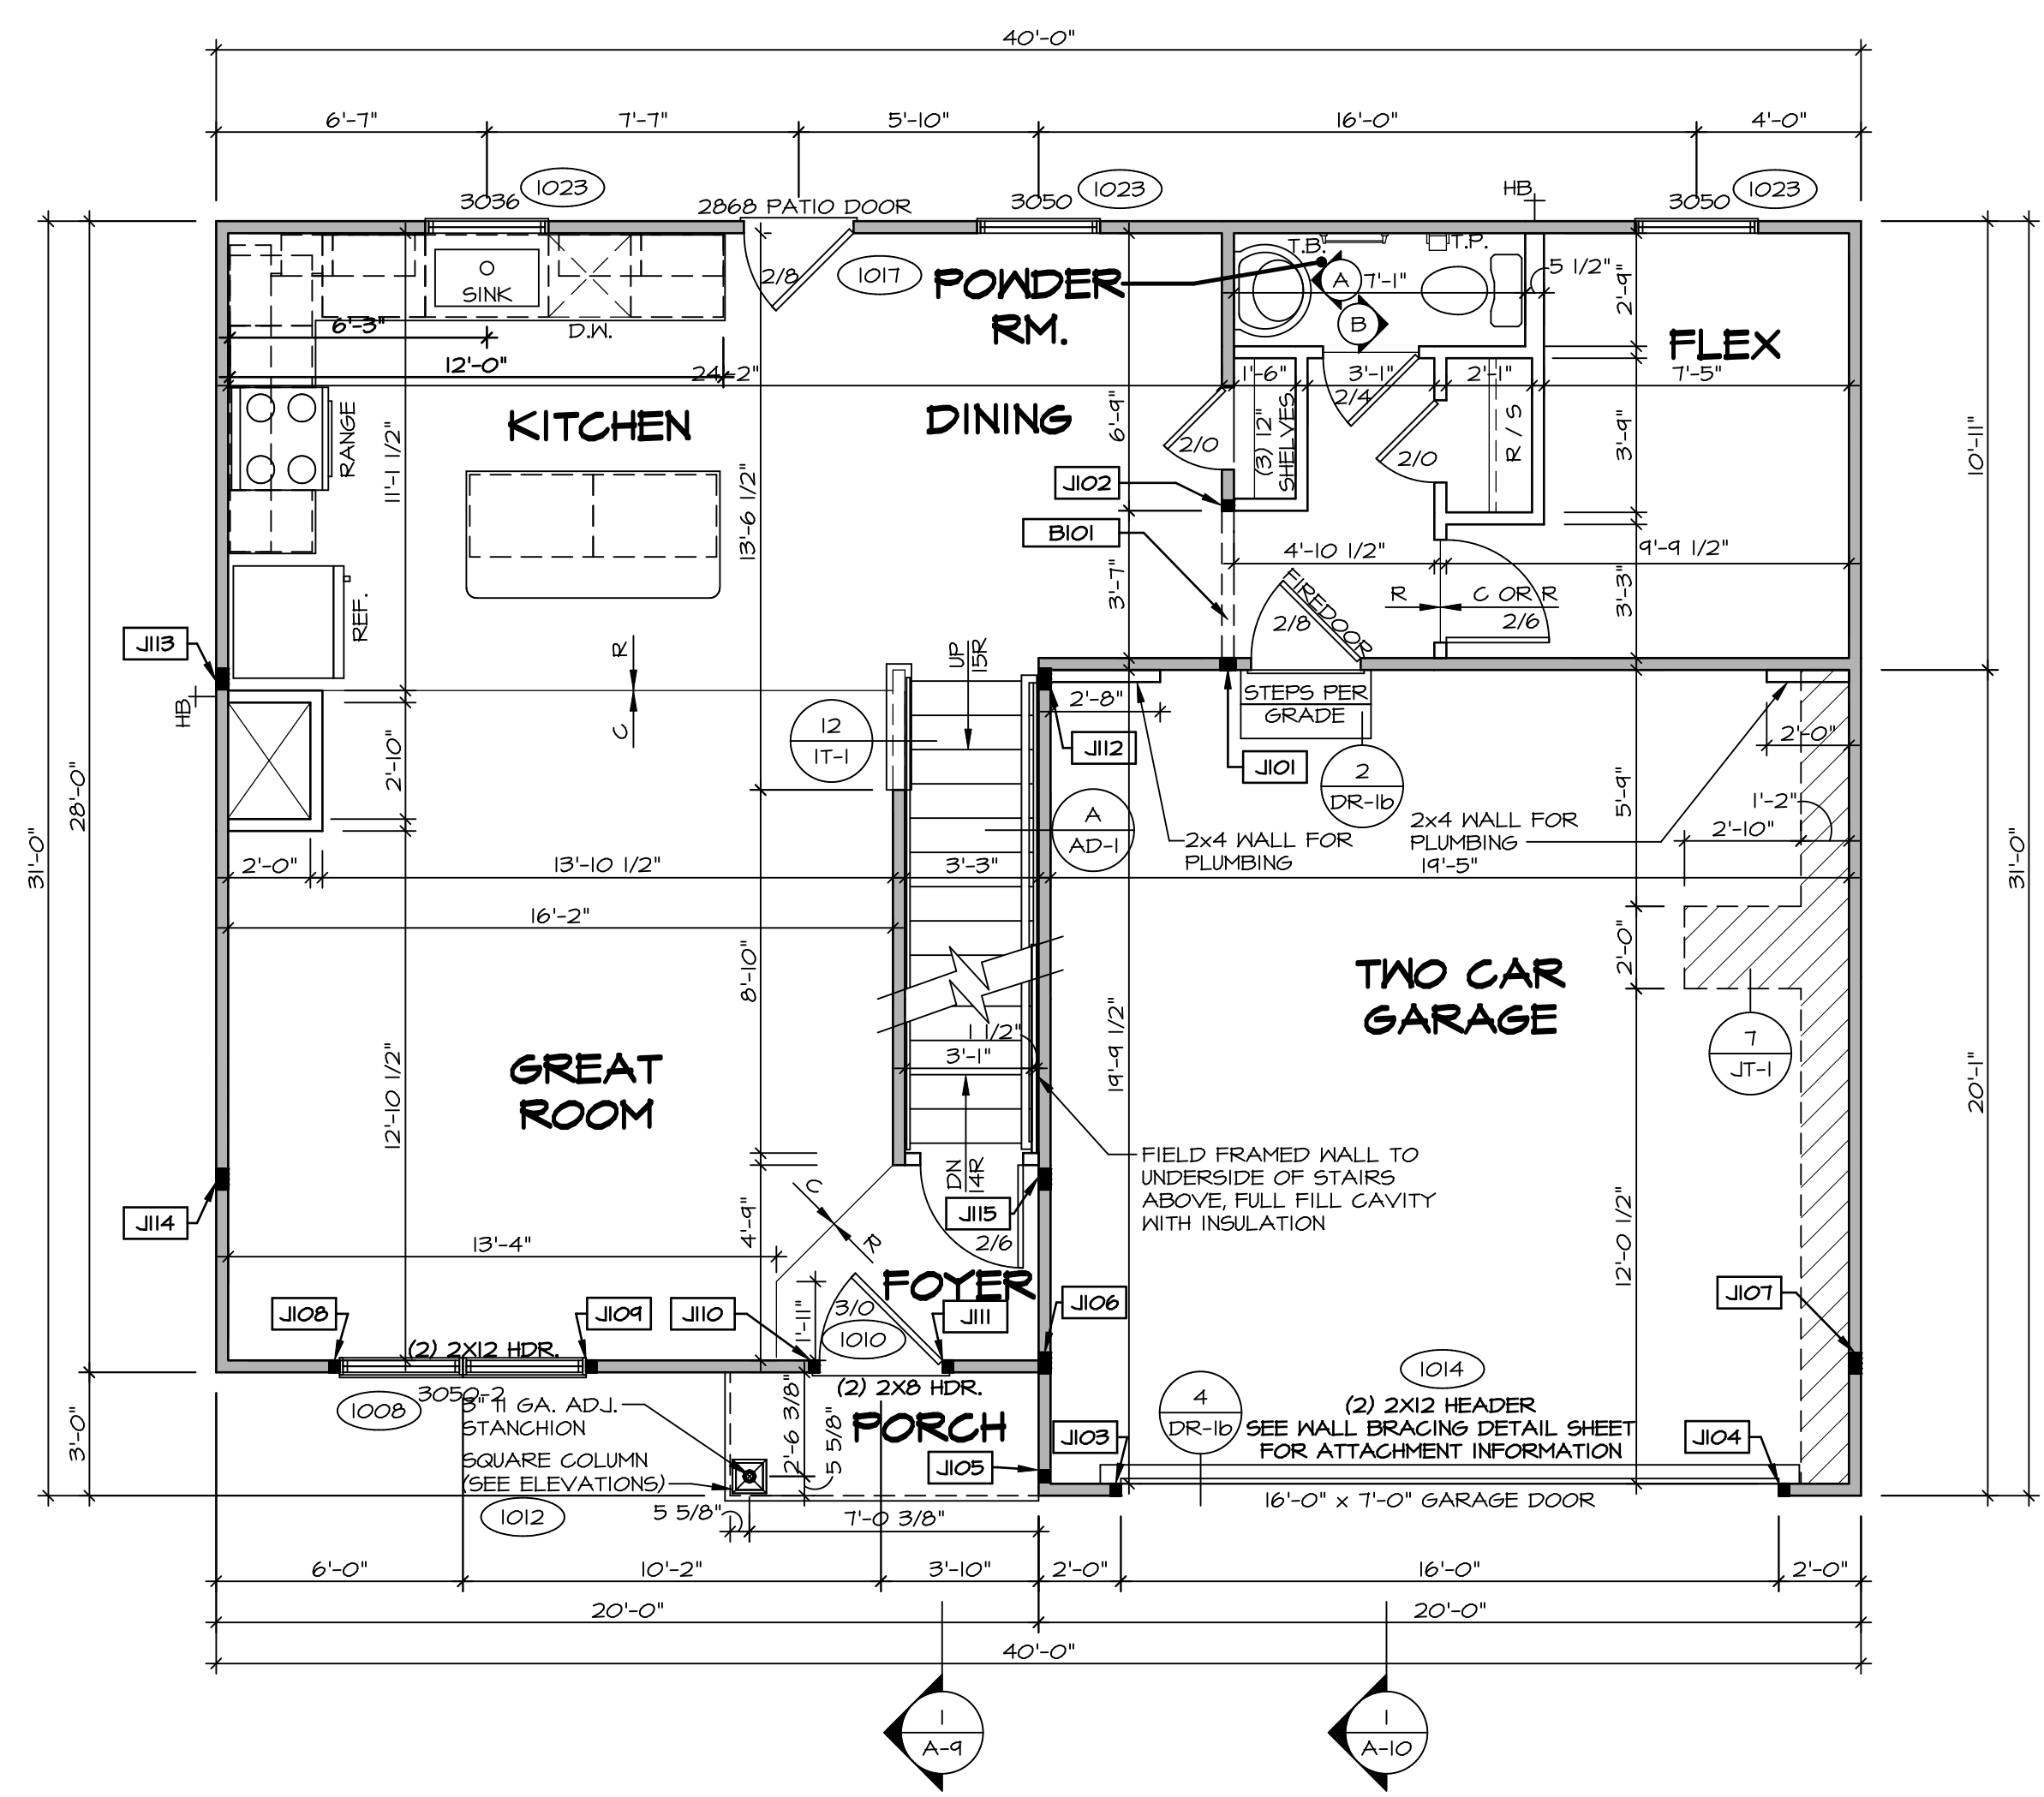 40'-0"
6'-7"
7'-7"
5'-10"
16'-0"
4'-0"
3036
1023
2868 PATIO DOOR
3050
1023
HB
3050
1023
2/8
1017
POWDER
RM.
T.B.
A
7'-1"
T.P.
B
5 1/2"
2'-9"
FLEX
SINK
D.W.
6'-3"
12'-0"
24'-2"
1'-6"
3'-1"
2'-1"
7'-5"
2/4
KITCHEN
DINING
RANGE
11'-1 1/2"
13'-6 1/2"
6'-9"
2/0
(3) 12"
SHELVES
2/0
R / S
3'-9"
10'-11"
J102
B101
3'-7"
4'-10 1/2"
9'-9 1/2"
FIREDOOR
2/8
R
C OR R
2/6
3'-3"
REF.
J113
HB
R
C
UP
15R
12
IT-1
2'-8"
STEPS PER
GRADE
J112
J101
2
DR-1b
2'-0"
5'-9"
1'-2"
2'-10"
2'-10"
28'-0"
31'-0"
A
AD-1
2x4 WALL FOR
PLUMBING
2x4 WALL FOR
PLUMBING
31'-0"
2'-0"
13'-10 1/2"
3'-3"
19'-5"
16'-2"
8'-10"
2'-0"
TWO CAR
GARAGE
7
JT-1
GREAT
ROOM
12'-10 1/2"
1 1/2"
3'-1"
19'-9 1/2"
20'-1"
DN
14R
FIELD FRAMED WALL TO
UNDERSIDE OF STAIRS
ABOVE, FULL FILL CAVITY
WITH INSULATION
J114
J115
C
R
4'-9"
2/6
13'-4"
12'-0 1/2"
FOYER
J108
J109
J110
1'-11"
3/0
1010
J111
J106
J107
(2) 2X12 HDR.
3050-2
1008
(2) 2X8 HDR.
1014
(2) 2X12 HEADER
SEE WALL BRACING DETAIL SHEET
FOR ATTACHMENT INFORMATION
4
DR-1b
3'-0"
3" 11 GA. ADJ.
STANCHION
SQUARE COLUMN
(SEE ELEVATIONS)
1012
2'-6 3/8"
5 5/8"
PORCH
J105
J103
J104
16'-0" x 7'-0" GARAGE DOOR
5 5/8"
7'-0 3/8"
6'-0"
10'-2"
3'-10"
2'-0"
16'-0"
2'-0"
20'-0"
20'-0"
40'-0"
1
A-9
1
A-10